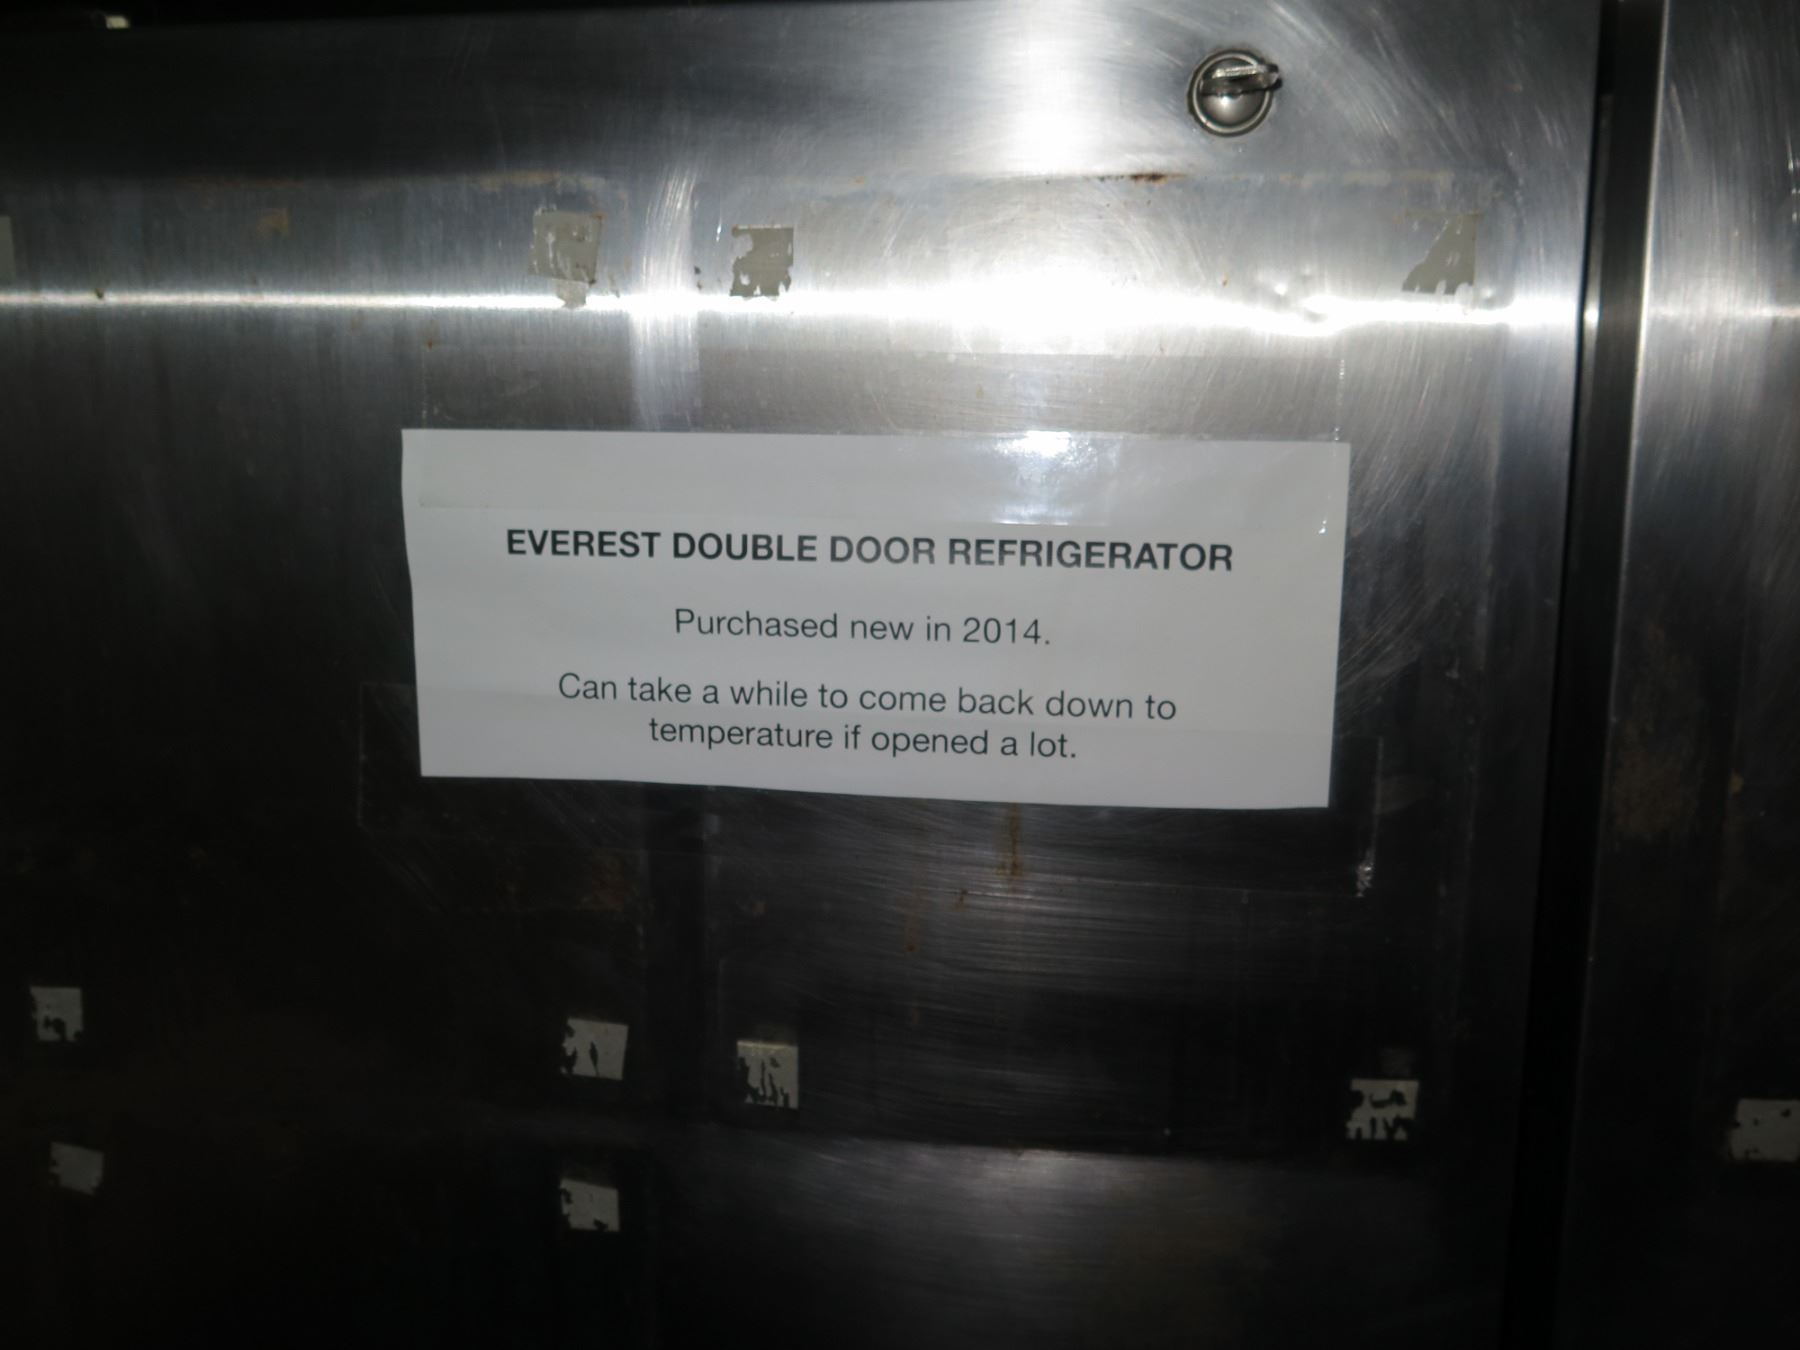 EVEREST DOUBLE DOOR REFRIGERATOR
Purchased new in 2014.
Can take a while to come back down to
temperature if opened a lot.